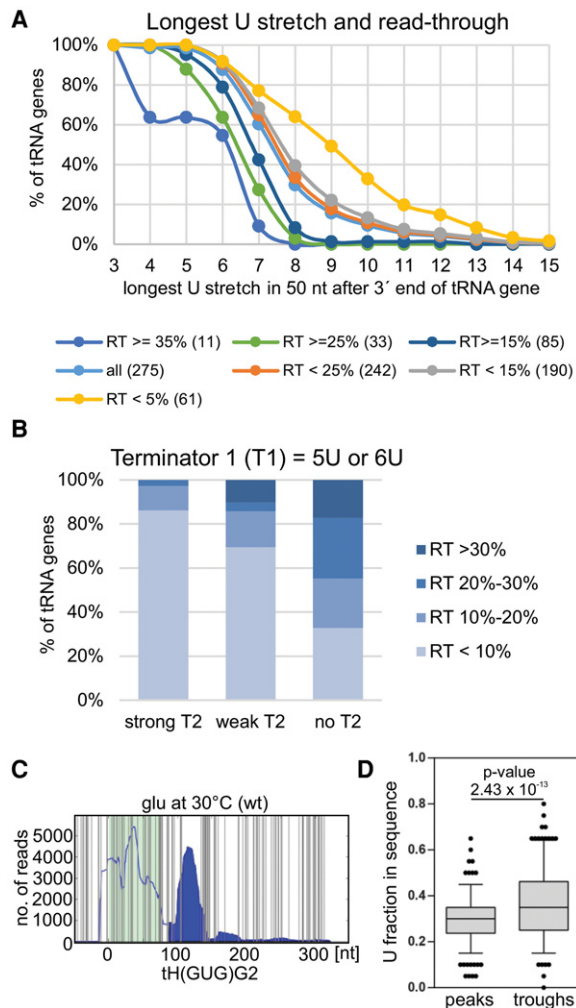 A
Longest U stretch and read-through
% of tRNA genes
100%
80%
60%
40%
20%
0%
3 4 5 6 7 8 9 10 11 12 13 14 15
longest U stretch in 50 nt after 3´ end of tRNA gene
RT >= 35% (11) RT >=25% (33) RT>=15% (85)
all (275) RT < 25% (242) RT < 15% (190)
RT < 5% (61)
B
Terminator 1 (T1) = 5U or 6U
% of tRNA genes
100%
80%
60%
40%
20%
0%
strong T2 weak T2 no T2
RT >30%
RT 20%-30%
RT 10%-20%
RT < 10%
C
glu at 30°C (wt)
no. of reads
5000
4000
3000
2000
1000
0
0 100 200 300 [nt]
tH(GUG)G2
D
U fraction in sequence
1.0
0.8
0.6
0.4
0.2
0.0
p-value
2.43 x 10⁻¹³
peaks troughs